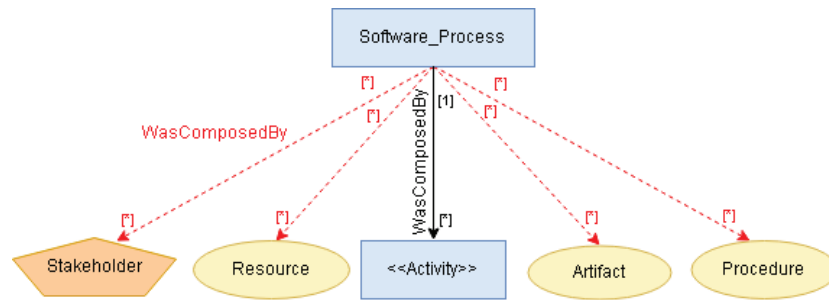 Software_Process
[*]
[*]
[1]
[*]
[*]
WasComposedBy
WasComposedBy
[*]
[*]
[*]
[*]
[*]
Stakeholder
Resource
<<Activity>>
Artifact
Procedure